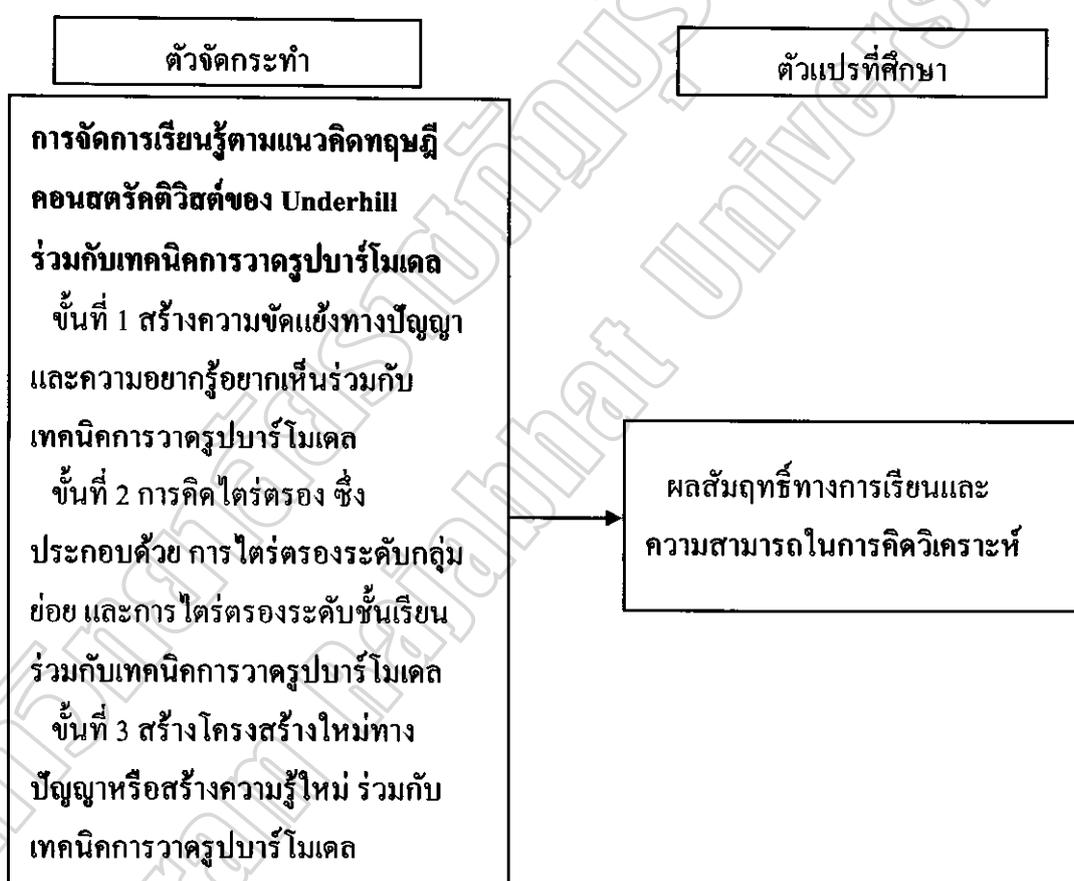 ตัวจัดกระทำ
ตัวแปรที่ศึกษา
การจัดการเรียนรู้ตามแนวคิดทฤษฎี
คอนสตรัคติวิสต์ของ Underhill
ร่วมกับเทคนิคการวาดรูปบาร์โมเดล
ขั้นที่ 1 สร้างความขัดแย้งทางปัญญา
และความอยากรู้อยากเห็นร่วมกับ
เทคนิคการวาดรูปบาร์โมเดล
ขั้นที่ 2 การคิดไตร่ตรอง ซึ่ง
ประกอบด้วย การไตร่ตรองระดับกลุ่ม
ย่อย และการไตร่ตรองระดับชั้นเรียน
ร่วมกับเทคนิคการวาดรูปบาร์โมเดล
ขั้นที่ 3 สร้างโครงสร้างใหม่ทาง
ปัญญาหรือสร้างความรู้ใหม่ ร่วมกับ
เทคนิคการวาดรูปบาร์โมเดล
ผลสัมฤทธิ์ทางการเรียนและ
ความสามารถในการคิดวิเคราะห์